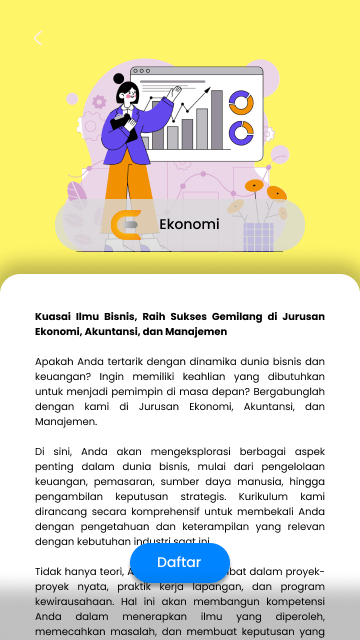 Ekonomi
Kuasai Ilmu Bisnis, Raih Sukses Gemilang di Jurusan
Ekonomi, Akuntansi, dan Manajemen
Apakah Anda tertarik dengan dinamika dunia bisnis dan
keuangan? Ingin memiliki keahlian yang dibutuhkan
untuk menjadi pemimpin di masa depan? Bergabunglah
dengan kami di Jurusan Ekonomi, Akuntansi, dan
Manajemen.
Di sini, Anda akan mengeksplorasi berbagai aspek
penting dalam dunia bisnis, mulai dari pengelolaan
keuangan, pemasaran, sumber daya manusia, hingga
pengambilan keputusan strategis. Kurikulum kami
dirancang secara komprehensif untuk membekali Anda
dengan pengetahuan dan keterampilan yang relevan
dengan kebutuhan industri saat ini.
Daftar
Tidak hanya teori, dalam proyek-
proyek nyata, praktik kerja lapangan, dan program
kewirausahaan. Hal ini akan membangun kompetensi
Anda dalam menerapkan ilmu yang diperoleh,
memecahkan masalah, dan membuat keputusan yang